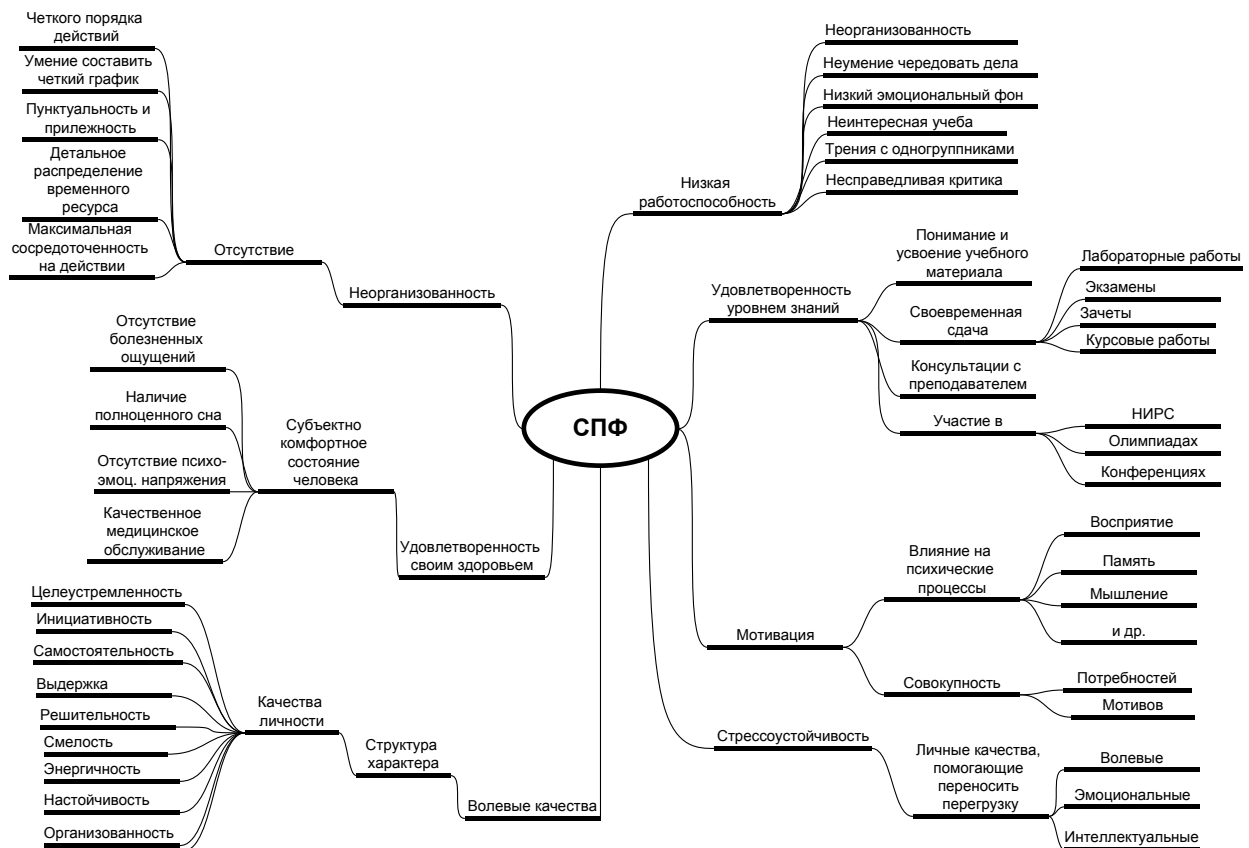 Четкого порядка
действий
Умение составить
четкий график
Пунктуальность и
прилежность
Детальное
распределение
временного
ресурса
Максимальная
сосредоточенность
на действии
Отсутствие
Неорганизованность
Отсутствие
болезненных
ощущений
Наличие
полноценного сна
Отсутствие психо-
эмоц. напряжения
Качественное
медицинское
обслуживание
Субъектно
комфортное
состояние
человека
Удовлетворенность
своим здоровьем
Целеустремленность
Инициативность
Самостоятельность
Выдержка
Решительность
Смелость
Энергичность
Настойчивость
Организованность
Качества
личности
Структура
характера
Волевые качества
СПФ
Низкая
работоспособность
Неорганизованность
Неумение чередовать дела
Низкий эмоциональный фон
Неинтересная учеба
Трения с одногруппниками
Несправедливая критика
Удовлетворенность
уровнем знаний
Понимание и
усвоение учебного
материала
Своевременная
сдача
Лабораторные работы
Экзамены
Зачеты
Курсовые работы
Консультации с
преподавателем
Участие в
НИРС
Олимпиадах
Конференциях
Мотивация
Влияние на
психические
процессы
Восприятие
Память
Мышление
и др.
Совокупность
Потребностей
Мотивов
Стрессоустойчивость
Личные качества,
помогающие
переносить
перегрузку
Волевые
Эмоциональные
Интеллектуальные